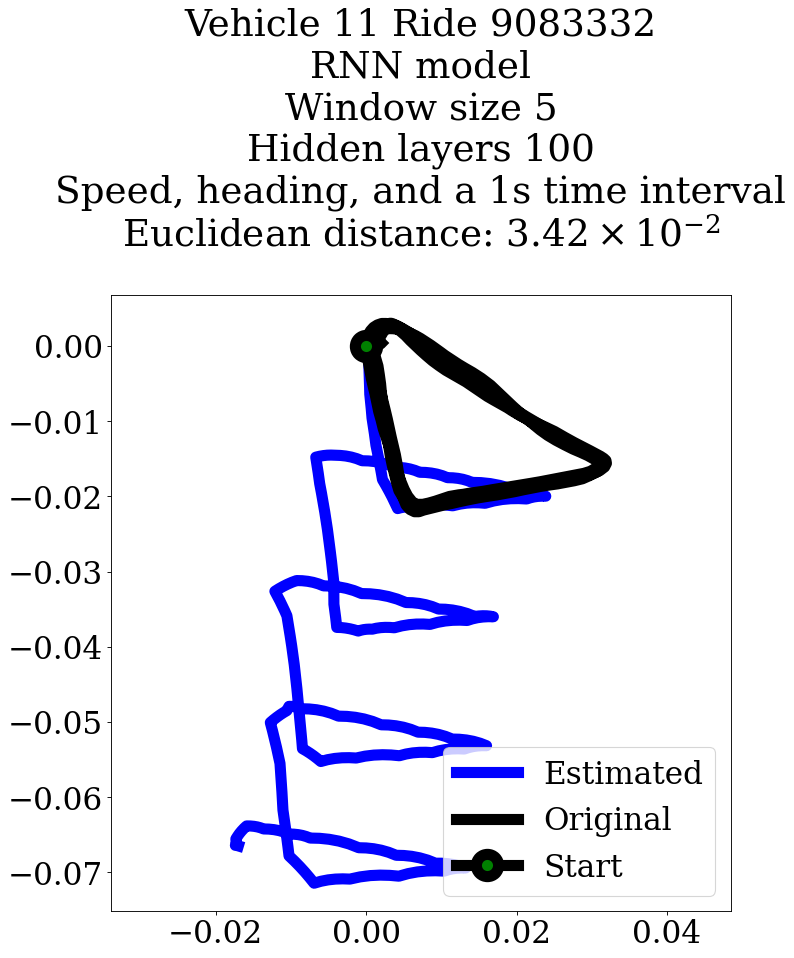 Vehicle 11 Ride 9083332
RNN model
Window size 5
Hidden layers 100
Speed, heading, and a 1s time interval
Euclidean distance: 3.42 × 10⁻²
0.00
−0.01
−0.02
−0.03
−0.04
−0.05
−0.06
−0.07
Estimated
Original
Start
−0.02 0.00 0.02 0.04